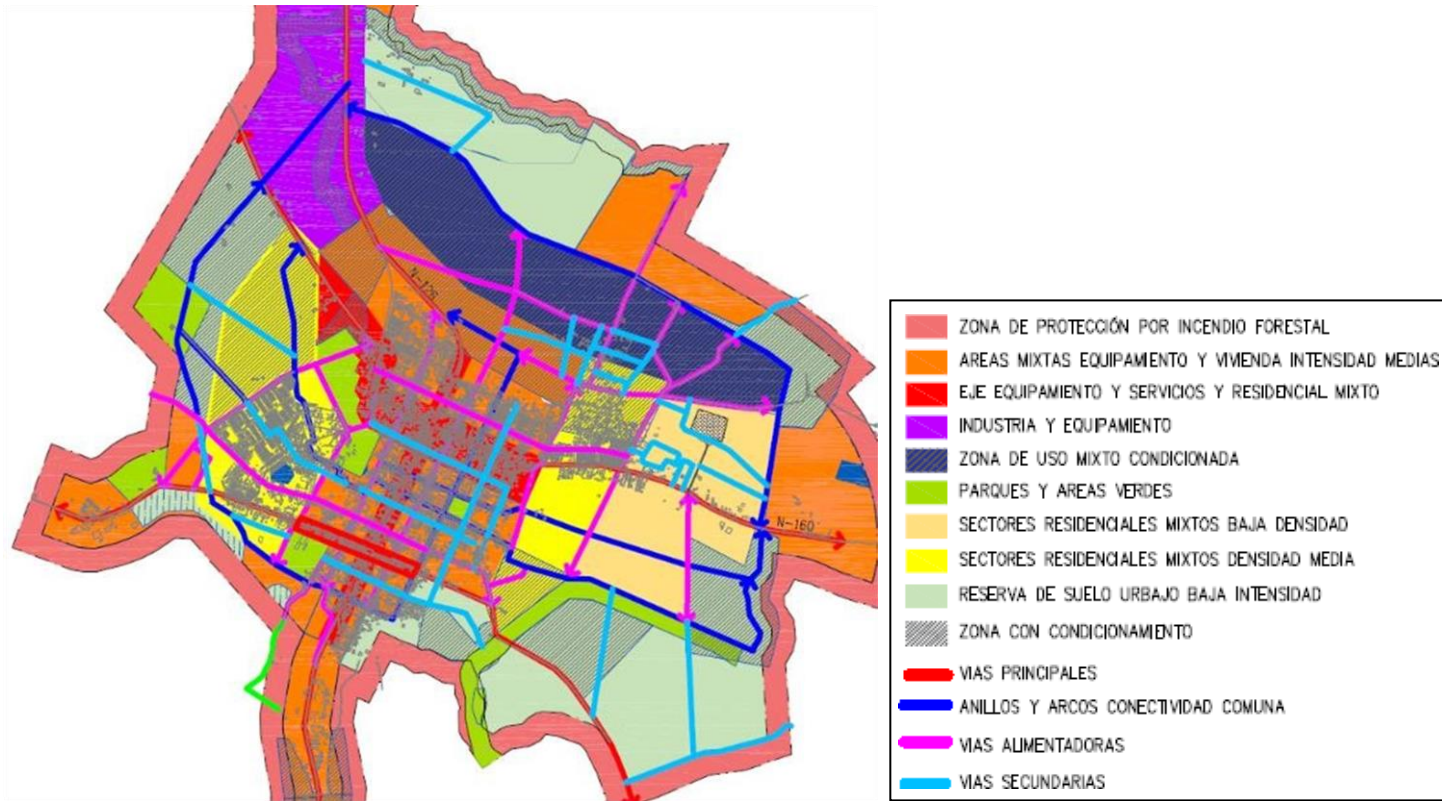 N-126
N-160
ZONA DE PROTECCIÓN POR INCENDIO FORESTAL
AREAS MIXTAS EQUIPAMIENTO Y VIVIENDA INTENSIDAD MEDIAS
EJE EQUIPAMIENTO Y SERVICIOS Y RESIDENCIAL MIXTO
INDUSTRIA Y EQUIPAMIENTO
ZONA DE USO MIXTO CONDICIONADA
PARQUES Y AREAS VERDES
SECTORES RESIDENCIALES MIXTOS BAJA DENSIDAD
SECTORES RESIDENCIALES MIXTOS DENSIDAD MEDIA
RESERVA DE SUELO URBAJO BAJA INTENSIDAD
ZONA CON CONDICIONAMIENTO
VIAS PRINCIPALES
ANILLOS Y ARCOS CONECTIVIDAD COMUNA
VIAS ALIMENTADORAS
VIAS SECUNDARIAS